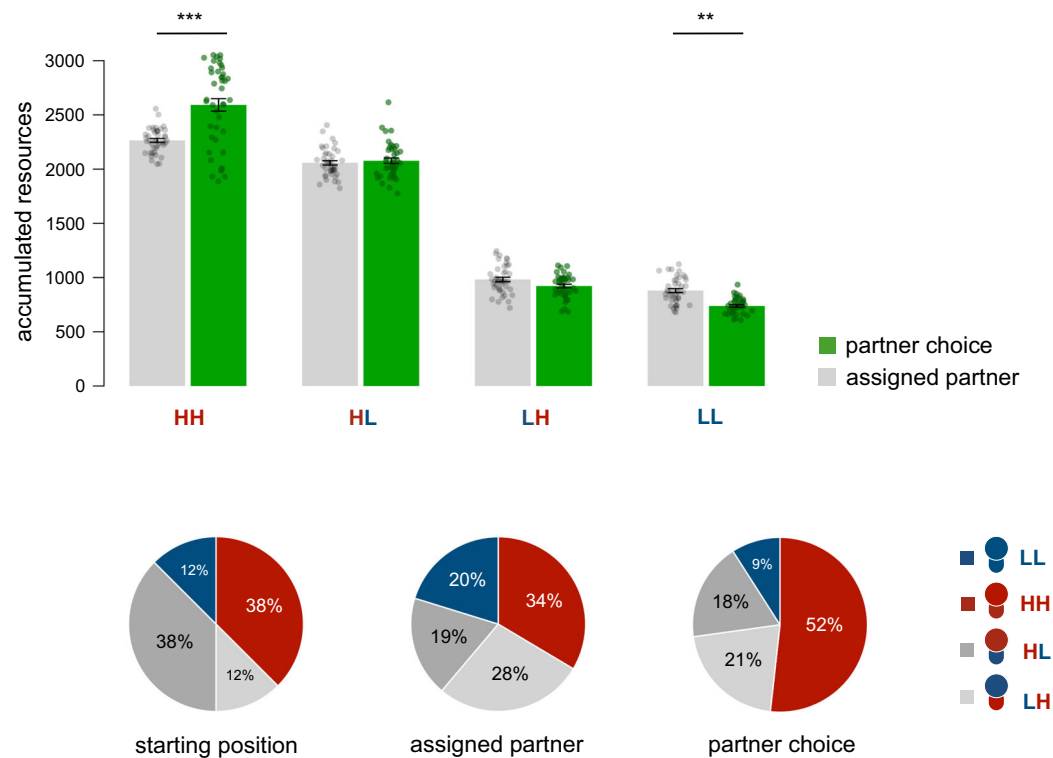 *** **
3000
2500
2000
1500
1000
500
0
accumulated resources
partner choice
assigned partner
HH HL LH LL
12% 38% 38% 12%
20% 34% 19% 28%
9% 52% 18% 21%
LL
HH
HL
LH
starting position assigned partner partner choice